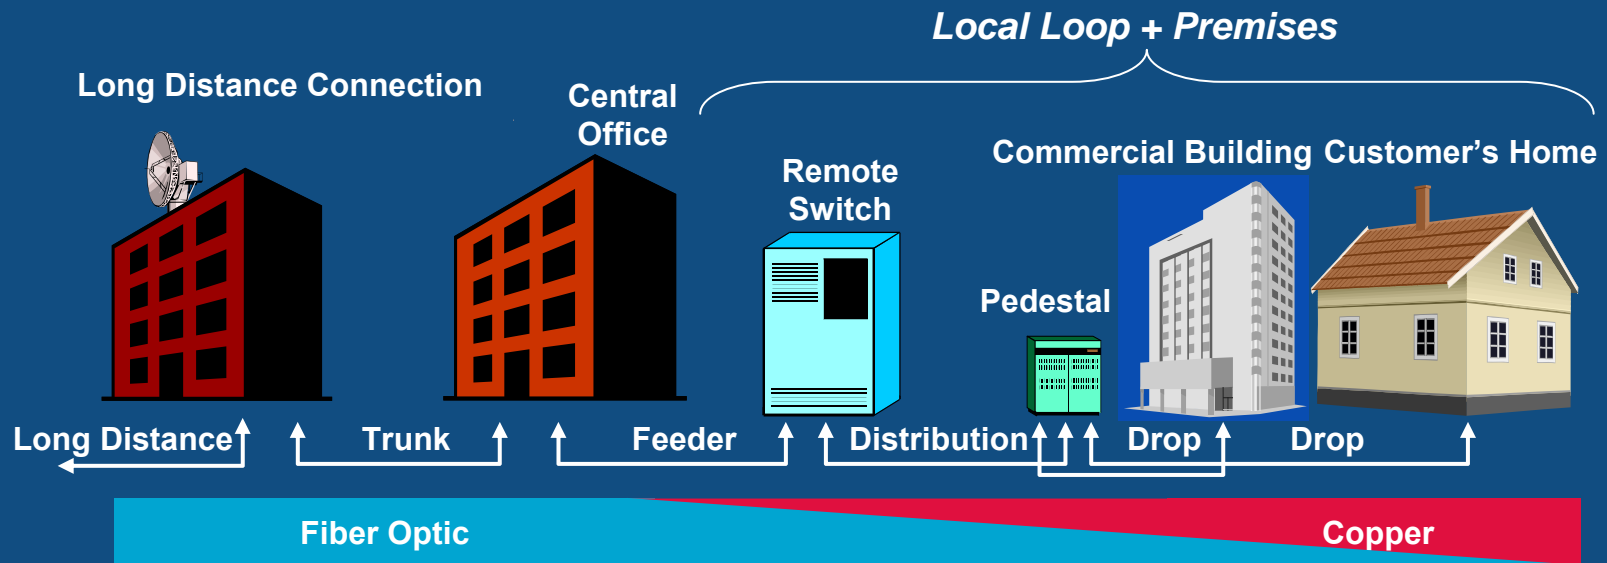 Local Loop + Premises
Long Distance Connection
Central
Office
Remote
Switch
Commercial Building
Customer’s Home
Pedestal
Long Distance
Trunk
Feeder
Distribution
Drop
Drop
Fiber Optic
Copper